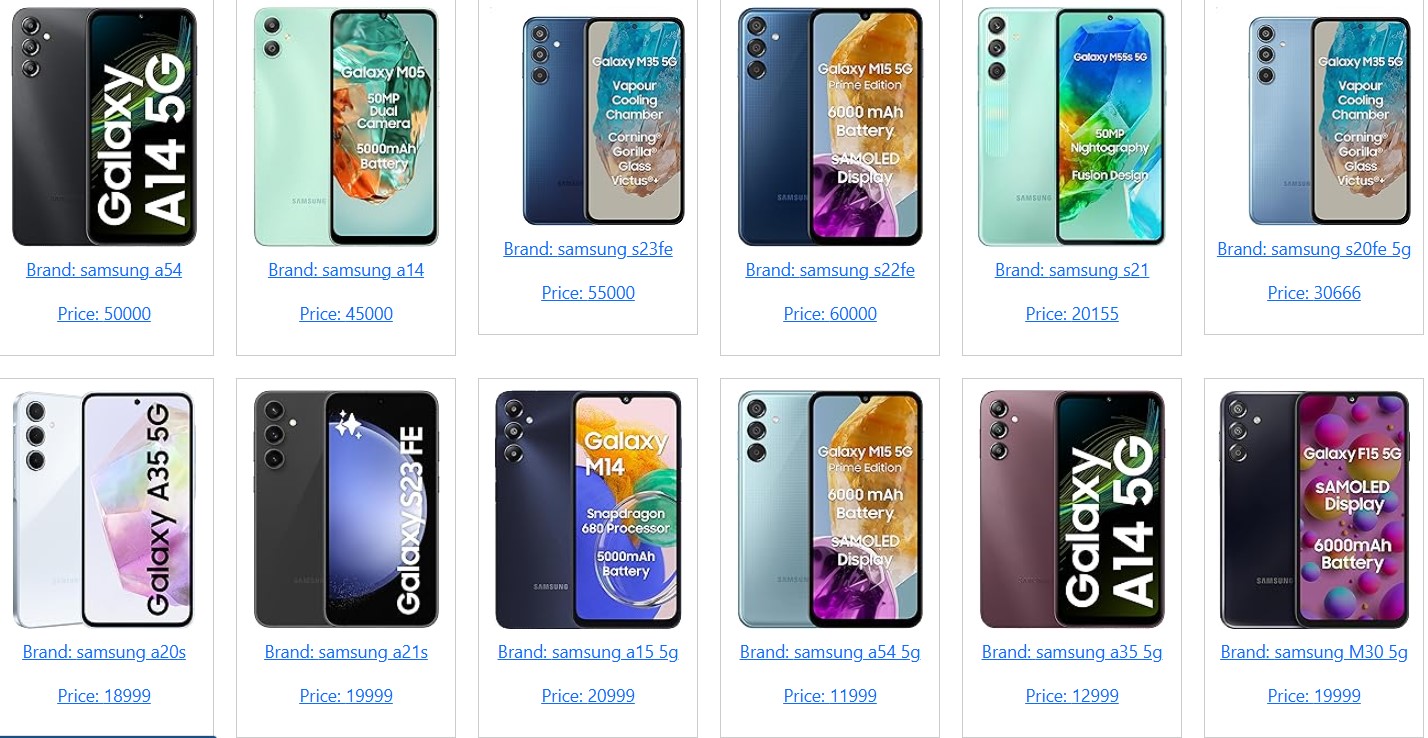 Galaxy
A14 5G
Brand: samsung a54
Price: 50000
Galaxy M05
50MP
Dual
Camera
5000mAh
Battery
SAMSUNG
Brand: samsung a14
Price: 45000
Galaxy M35 5G
Vapour
Cooling
Chamber
Corning®
Gorilla®
Glass
Victus®+
SAMSUNG
Brand: samsung s23fe
Price: 55000
Galaxy M15 5G
Prime Edition
6000 mAh
Battery
sAMOLED
Display
SAMSUNG
Brand: samsung s22fe
Price: 60000
Galaxy M55s 5G
50MP
Nightography
Fusion Design
SAMSUNG
Brand: samsung s21
Price: 20155
Galaxy M35 5G
Vapour
Cooling
Chamber
Corning®
Gorilla®
Glass
Victus®+
SAMSUNG
Brand: samsung s20fe 5g
Price: 30666
Galaxy A35 5G
SAMSUNG
Brand: samsung a20s
Price: 18999
Galaxy S23 FE
SAMSUNG
Brand: samsung a21s
Price: 19999
Galaxy
M14
Snapdragon
680 Processor
5000mAh
Battery
SAMSUNG
Brand: samsung a15 5g
Price: 20999
Galaxy M15 5G
Prime Edition
6000 mAh
Battery
sAMOLED
Display
SAMSUNG
Brand: samsung a54 5g
Price: 11999
Galaxy
A14 5G
Brand: samsung a35 5g
Price: 12999
Galaxy F15 5G
sAMOLED
Display
6000mAh
Battery
SAMSUNG
Brand: samsung M30 5g
Price: 19999